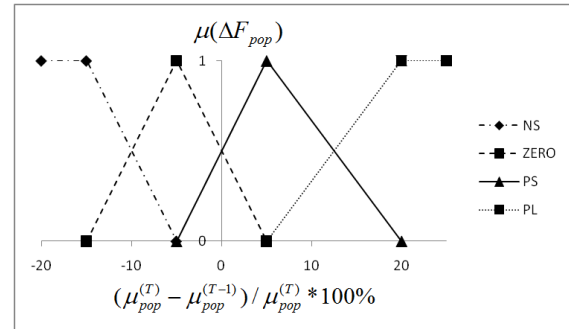 μ(ΔF_pop)
1
0
-20 -10 0 10 20
(μ_pop^(T) − μ_pop^(T−1)) / μ_pop^(T) *100%
NS
ZERO
PS
PL